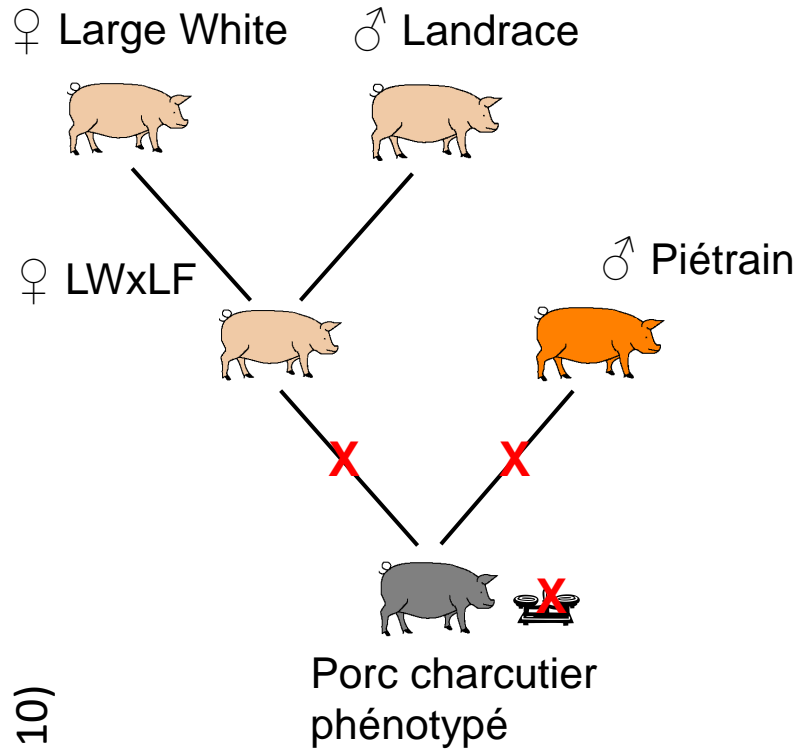 ♀ Large White
♂ Landrace
♀ LWxLF
♂ Piétrain
X
X
X
Porc charcutier
phénotypé
10)